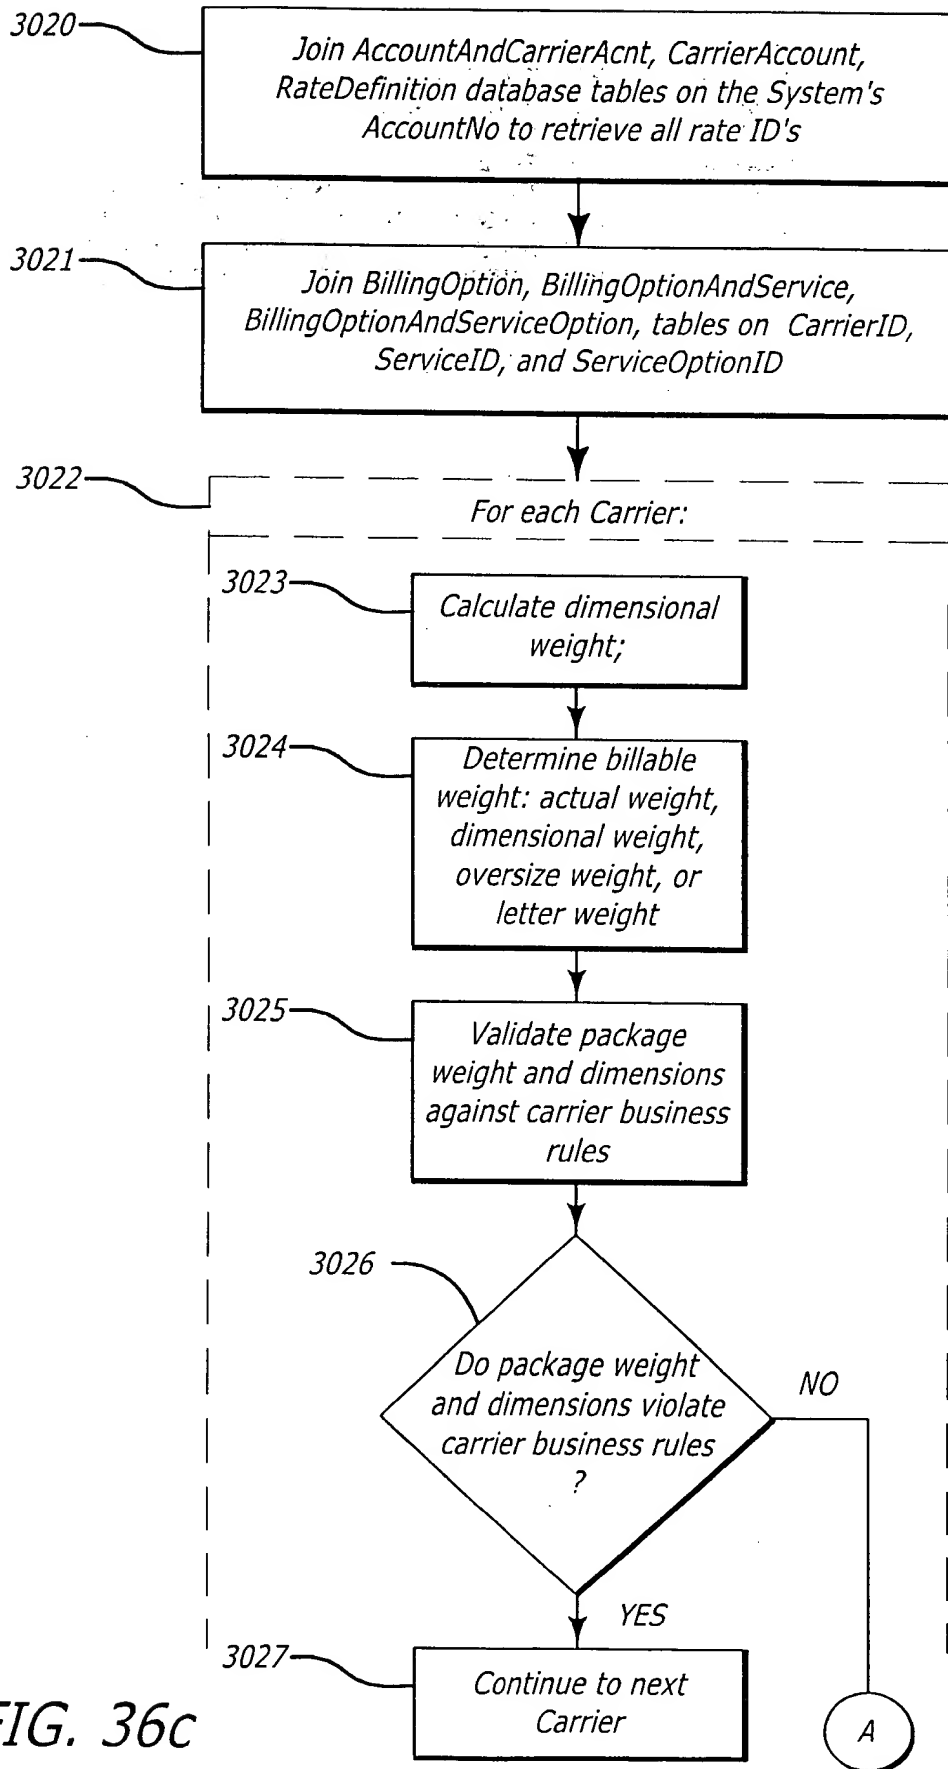 3020
Join AccountAndCarrierAcnt, CarrierAccount,
RateDefinition database tables on the System's
AccountNo to retrieve all rate ID's
3021
Join BillingOption, BillingOptionAndService,
BillingOptionAndServiceOption, tables on CarrierID,
ServiceID, and ServiceOptionID
3022
For each Carrier:
3023
Calculate dimensional
weight;
3024
Determine billable
weight: actual weight,
dimensional weight,
oversize weight, or
letter weight
3025
Validate package
weight and dimensions
against carrier business
rules
3026
Do package weight
and dimensions violate
carrier business rules
?
NO
YES
3027
Continue to next
Carrier
A
FIG. 36c